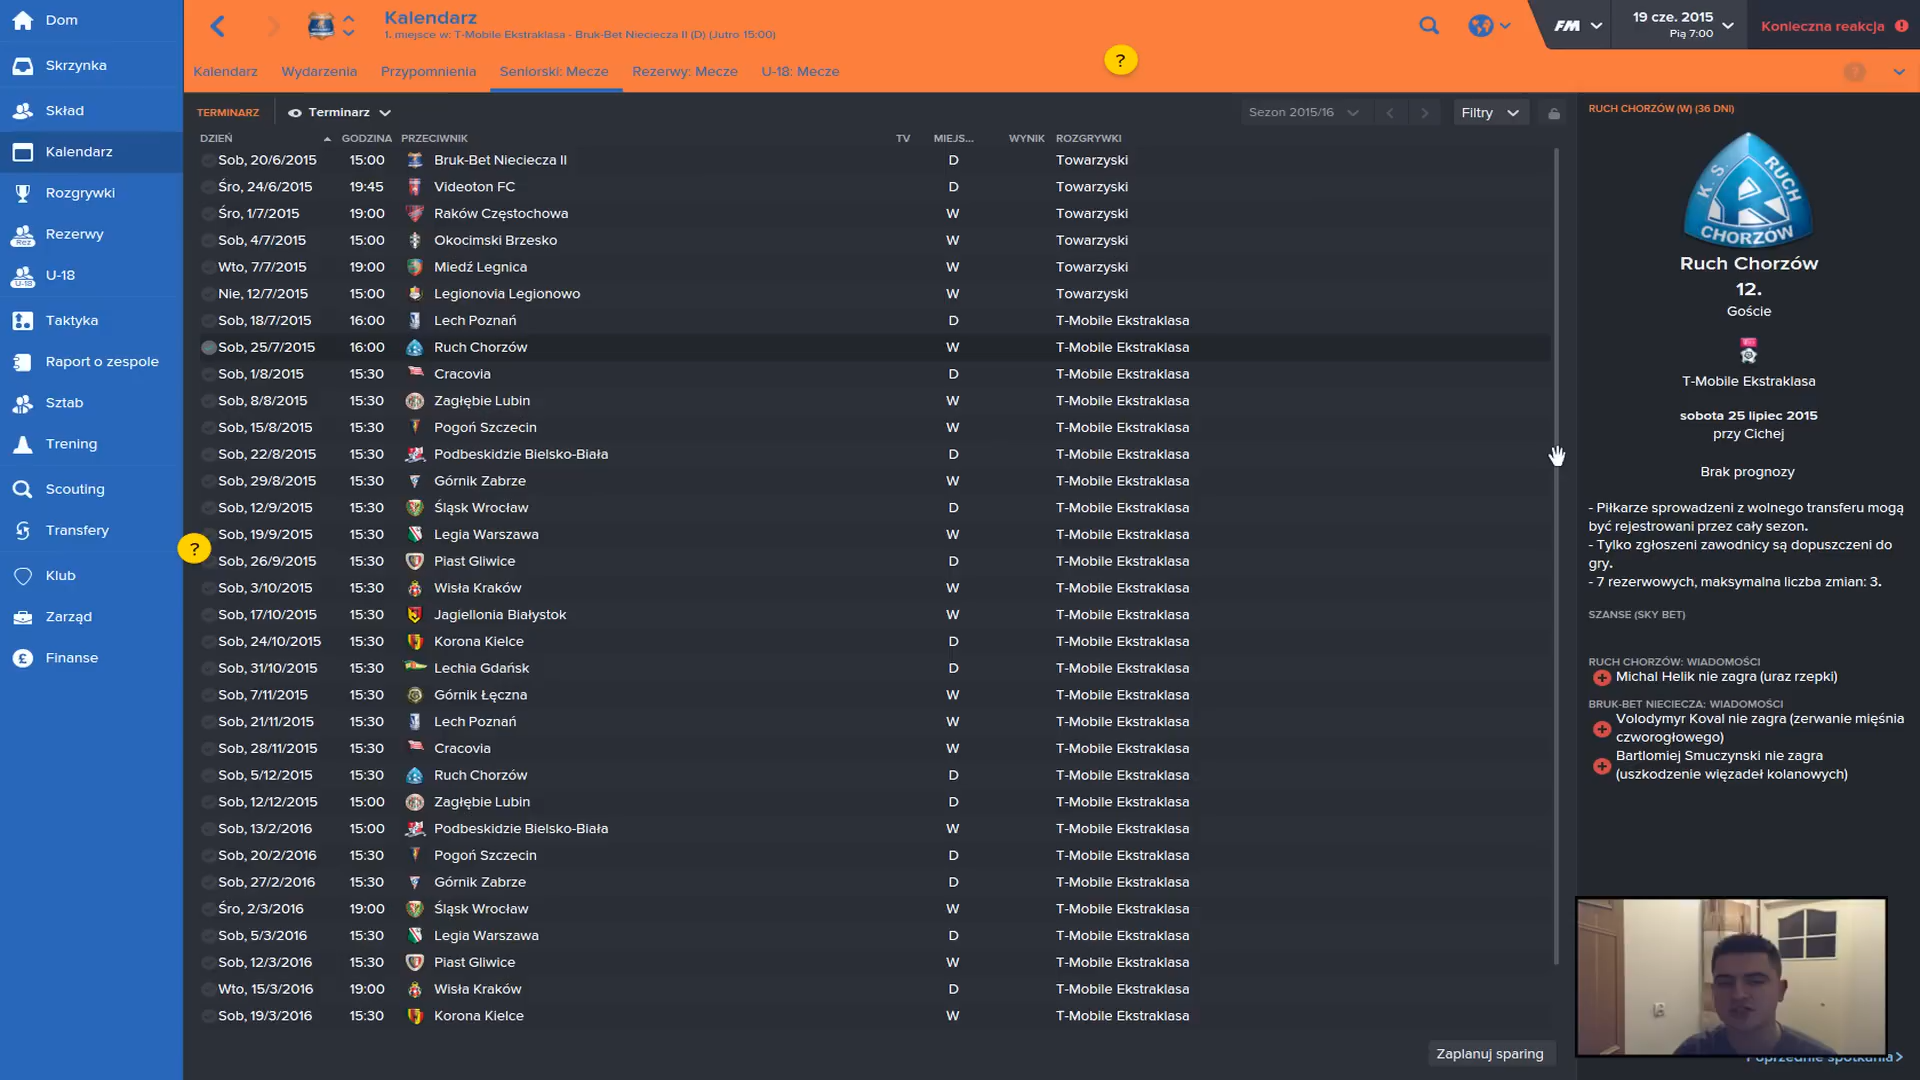 Dom
Skrzynka
Skład
Kalendarz
Rozgrywki
Rezerwy
Rez
U-18
U-18
Taktyka
Raport o zespole
Sztab
Trening
Scouting
Transfery
Klub
Zarząd
Finanse
Kalendarz
1. miejsce w: T-Mobile Ekstraklasa - Bruk-Bet Nieciecza II (D) (Jutro 15:00)
FM
19 cze. 2015
Pią 7:00
Konieczna reakcja
Kalendarz Wydarzenia Przypomnienia Seniorski: Mecze Rezerwy: Mecze U-18: Mecze
?
?
?
TERMINARZ Terminarz Sezon 2015/16 Filtry
DZIEŃ GODZINA PRZECIWNIK TV MIEJS... WYNIK ROZGRYWKI
Sob, 20/6/2015 15:00 Bruk-Bet Nieciecza II D Towarzyski
Śro, 24/6/2015 19:45 Videoton FC D Towarzyski
Śro, 1/7/2015 19:00 Raków Częstochowa W Towarzyski
Sob, 4/7/2015 15:00 Okocimski Brzesko W Towarzyski
Wto, 7/7/2015 19:00 Miedź Legnica W Towarzyski
Nie, 12/7/2015 15:00 Legionovia Legionowo W Towarzyski
Sob, 18/7/2015 16:00 Lech Poznań D T-Mobile Ekstraklasa
Sob, 25/7/2015 16:00 Ruch Chorzów W T-Mobile Ekstraklasa
Sob, 1/8/2015 15:30 Cracovia D T-Mobile Ekstraklasa
Sob, 8/8/2015 15:30 Zagłębie Lubin W T-Mobile Ekstraklasa
Sob, 15/8/2015 15:30 Pogoń Szczecin W T-Mobile Ekstraklasa
Sob, 22/8/2015 15:30 Podbeskidzie Bielsko-Biała D T-Mobile Ekstraklasa
Sob, 29/8/2015 15:30 Górnik Zabrze W T-Mobile Ekstraklasa
Sob, 12/9/2015 15:30 Śląsk Wrocław D T-Mobile Ekstraklasa
Sob, 19/9/2015 15:30 Legia Warszawa W T-Mobile Ekstraklasa
Sob, 26/9/2015 15:30 Piast Gliwice D T-Mobile Ekstraklasa
Sob, 3/10/2015 15:30 Wisła Kraków W T-Mobile Ekstraklasa
Sob, 17/10/2015 15:30 Jagiellonia Białystok W T-Mobile Ekstraklasa
Sob, 24/10/2015 15:30 Korona Kielce D T-Mobile Ekstraklasa
Sob, 31/10/2015 15:30 Lechia Gdańsk D T-Mobile Ekstraklasa
Sob, 7/11/2015 15:30 Górnik Łęczna W T-Mobile Ekstraklasa
Sob, 21/11/2015 15:30 Lech Poznań W T-Mobile Ekstraklasa
Sob, 28/11/2015 15:30 Cracovia W T-Mobile Ekstraklasa
Sob, 5/12/2015 15:30 Ruch Chorzów D T-Mobile Ekstraklasa
Sob, 12/12/2015 15:00 Zagłębie Lubin D T-Mobile Ekstraklasa
Sob, 13/2/2016 15:00 Podbeskidzie Bielsko-Biała W T-Mobile Ekstraklasa
Sob, 20/2/2016 15:30 Pogoń Szczecin D T-Mobile Ekstraklasa
Sob, 27/2/2016 15:30 Górnik Zabrze D T-Mobile Ekstraklasa
Śro, 2/3/2016 19:00 Śląsk Wrocław W T-Mobile Ekstraklasa
Sob, 5/3/2016 15:30 Legia Warszawa D T-Mobile Ekstraklasa
Sob, 12/3/2016 15:30 Piast Gliwice W T-Mobile Ekstraklasa
Wto, 15/3/2016 19:00 Wisła Kraków D T-Mobile Ekstraklasa
Sob, 19/3/2016 15:30 Korona Kielce W T-Mobile Ekstraklasa
Zaplanuj sparing
RUCH CHORZÓW (W) (36 DNI)
K. S. RUCH
CHORZÓW
Ruch Chorzów
12.
Goście
T-Mobile Ekstraklasa
sobota 25 lipiec 2015
przy Cichej
Brak prognozy
- Piłkarze sprowadzeni z wolnego transferu mogą
być rejestrowani przez cały sezon.
- Tylko zgłoszeni zawodnicy są dopuszczeni do
gry.
- 7 rezerwowych, maksymalna liczba zmian: 3.
SZANSE (SKY BET)
RUCH CHORZÓW: WIADOMOŚCI
Michal Helik nie zagra (uraz rzepki)
BRUK-BET NIECIECZA: WIADOMOŚCI
Volodymyr Koval nie zagra (zerwanie mięśnia
czworogłowego)
Bartlomiej Smuczynski nie zagra
(uszkodzenie więzadeł kolanowych)
Poprzednie spotkania